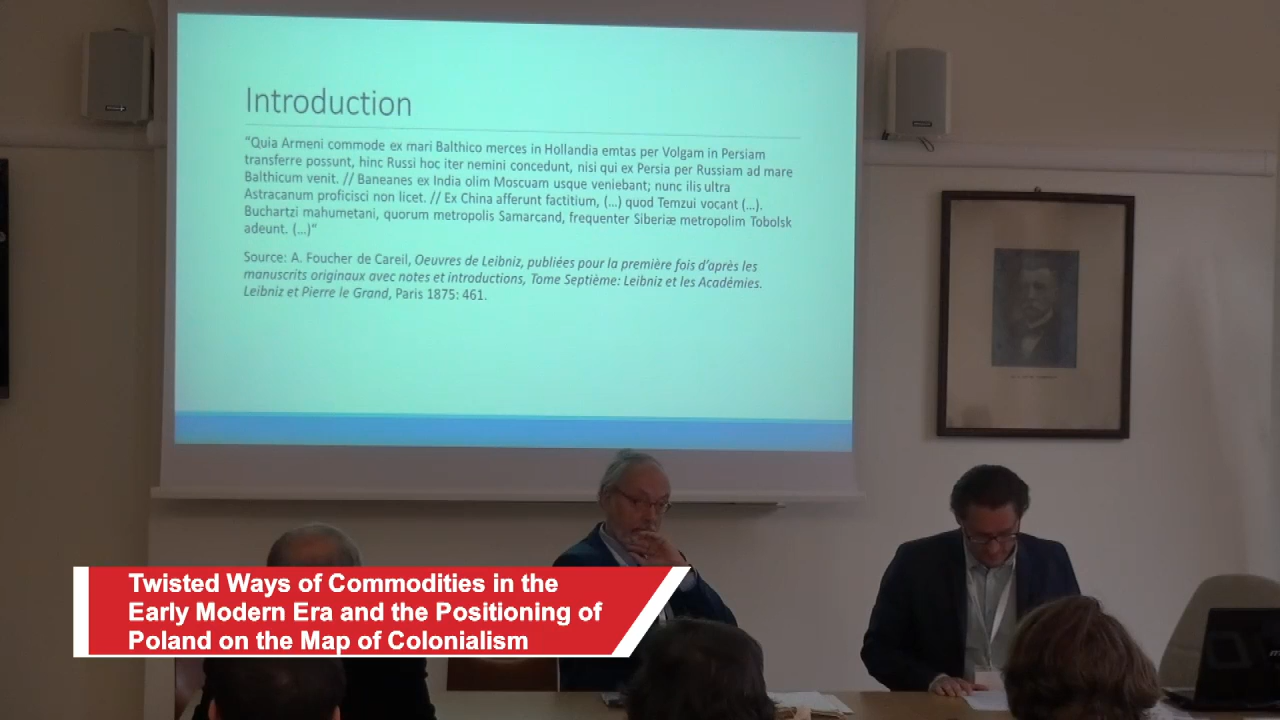 Introduction
“Quia Armeni commode ex mari Balthico merces in Hollandia emtas per Volgam in Persiam
transferre possunt, hinc Russi hoc iter nemini concedunt, nisi qui ex Persia per Russiam ad mare
Balthicum venit. // Baneanes ex India olim Moscuam usque veniebant; nunc ilis ultra
Astracanum proficisci non licet. // Ex China afferunt factitium, (...) quod Temzui vocant (...).
Buchartzi mahumetani, quorum metropolis Samarcand, frequenter Siberiæ metropolim Tobolsk
adeunt. (...)“
Source: A. Foucher de Careil, Oeuvres de Leibniz, publiées pour la première fois d’après les
manuscrits originaux avec notes et introductions, Tome Septième: Leibniz et les Académies.
Leibniz et Pierre le Grand, Paris 1875: 461.
Twisted Ways of Commodities in the
Early Modern Era and the Positioning of
Poland on the Map of Colonialism